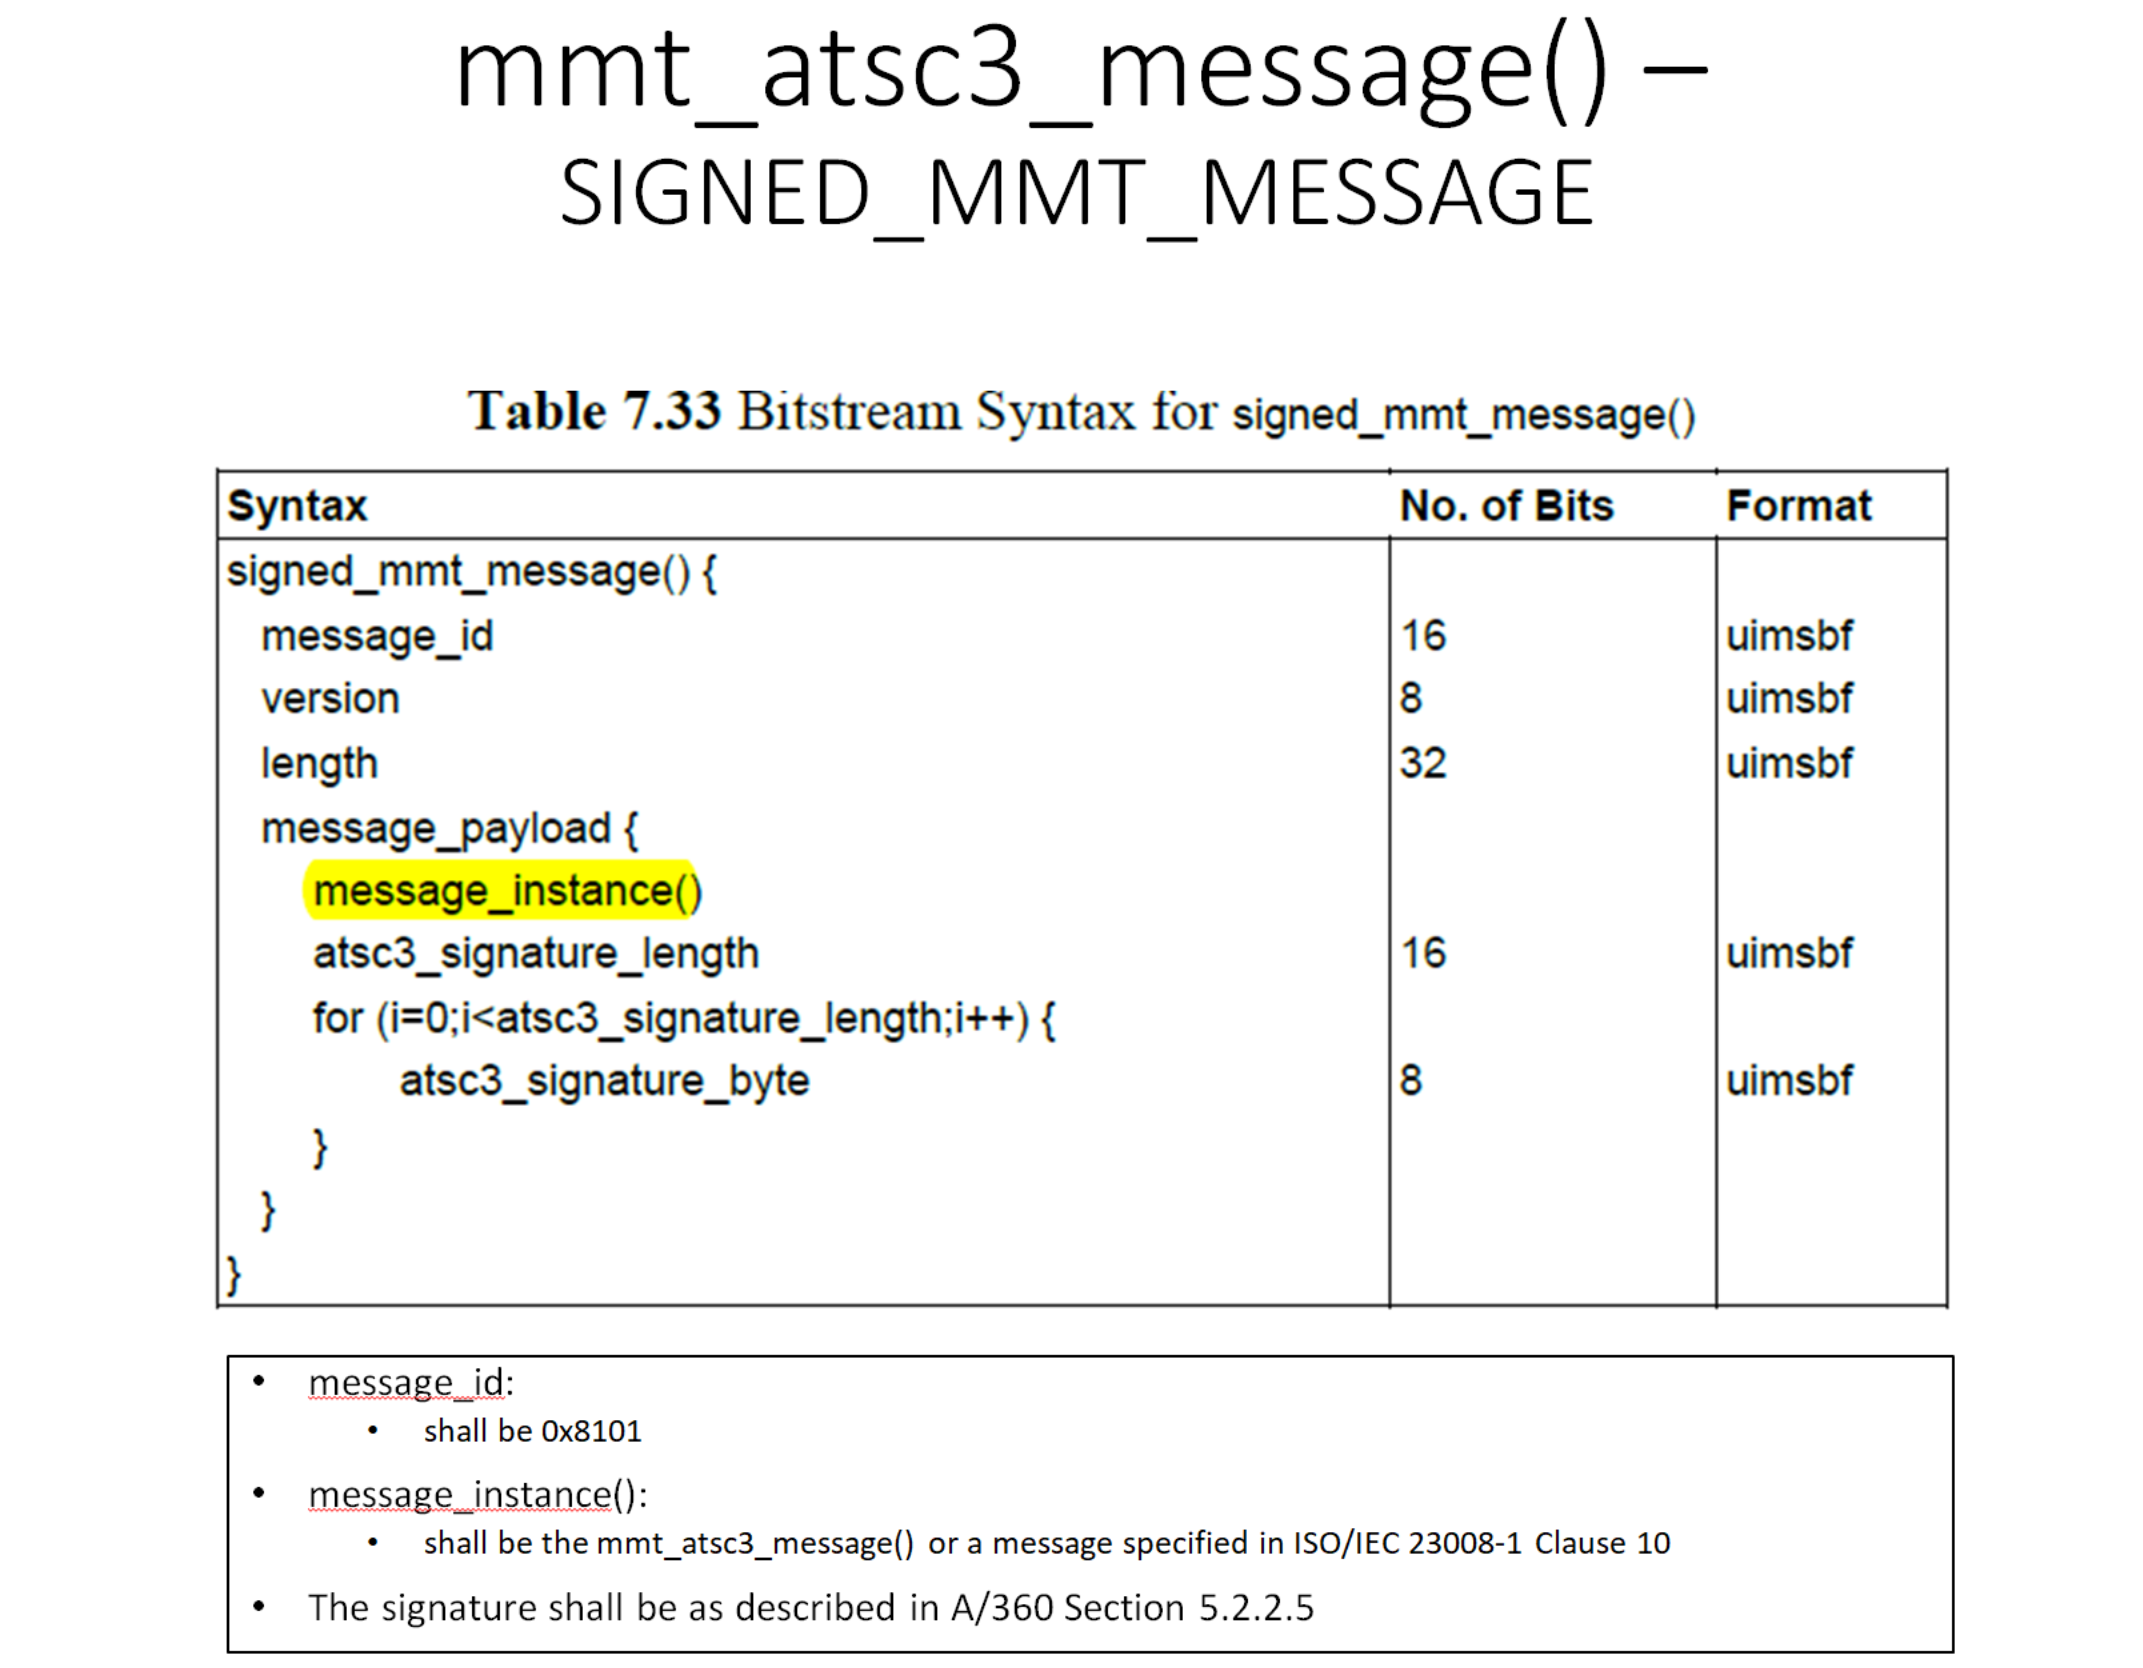 mmt_atsc3_message() –
SIGNED_MMT_MESSAGE
Table 7.33 Bitstream Syntax for signed_mmt_message()
Syntax No. of Bits Format
signed_mmt_message() {
message_id 16 uimsbf
version 8 uimsbf
length 32 uimsbf
message_payload {
message_instance()
atsc3_signature_length 16 uimsbf
for (i=0;i<atsc3_signature_length;i++) {
atsc3_signature_byte 8 uimsbf
}
}
}
• message_id:
• shall be 0x8101
• message_instance():
• shall be the mmt_atsc3_message() or a message specified in ISO/IEC 23008-1 Clause 10
• The signature shall be as described in A/360 Section 5.2.2.5